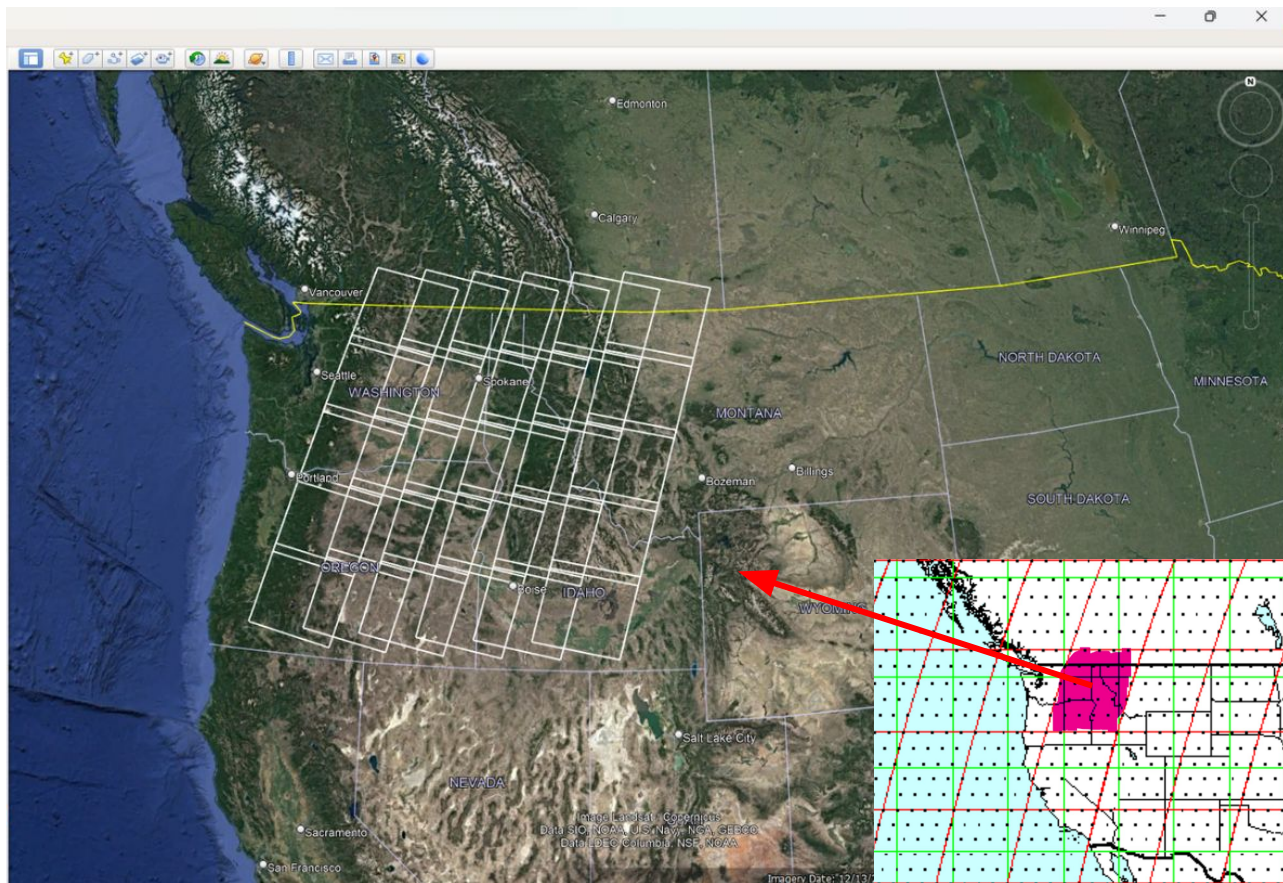 N
Edmonton
Calgary
Winnipeg
Vancouver
Seattle
Spokane
WASHINGTON
NORTH DAKOTA
MINNESOTA
MONTANA
Portland
Bozeman
Billings
SOUTH DAKOTA
OREGON
Boise
IDAHO
WYOMING
Salt Lake City
NEVADA
Sacramento
San Francisco
Image Landsat / Copernicus
Data SIO, NOAA, U.S. Navy, NGA, GEBCO
Data LDEO-Columbia, NSF, NOAA
Imagery Date: 12/13/